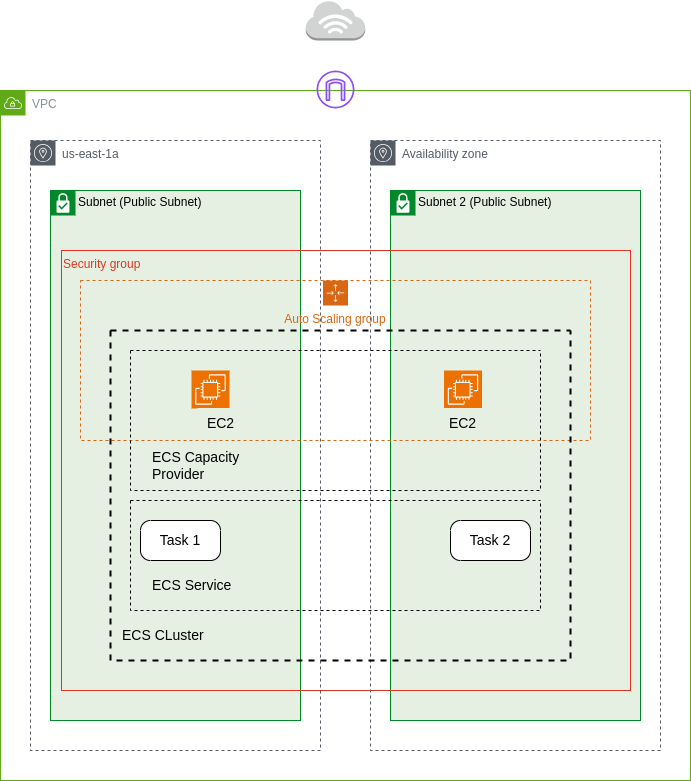 VPC
us-east-1a
Availability zone
Subnet (Public Subnet)
Subnet 2 (Public Subnet)
Security group
Auto Scaling group
EC2
EC2
ECS Capacity
Provider
Task 1
Task 2
ECS Service
ECS CLuster